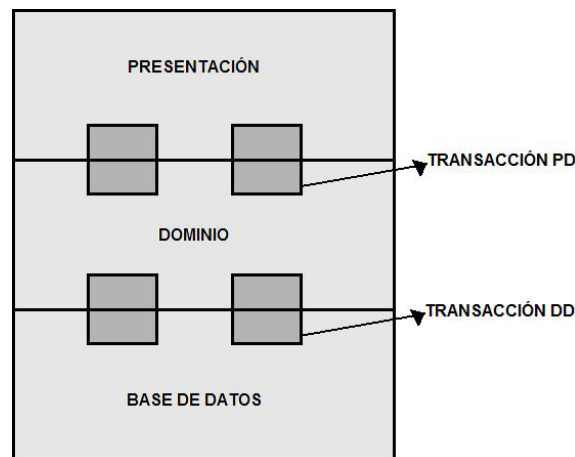 PRESENTACIÓN
TRANSACCIÓN PD
DOMINIO
TRANSACCIÓN DD
BASE DE DATOS